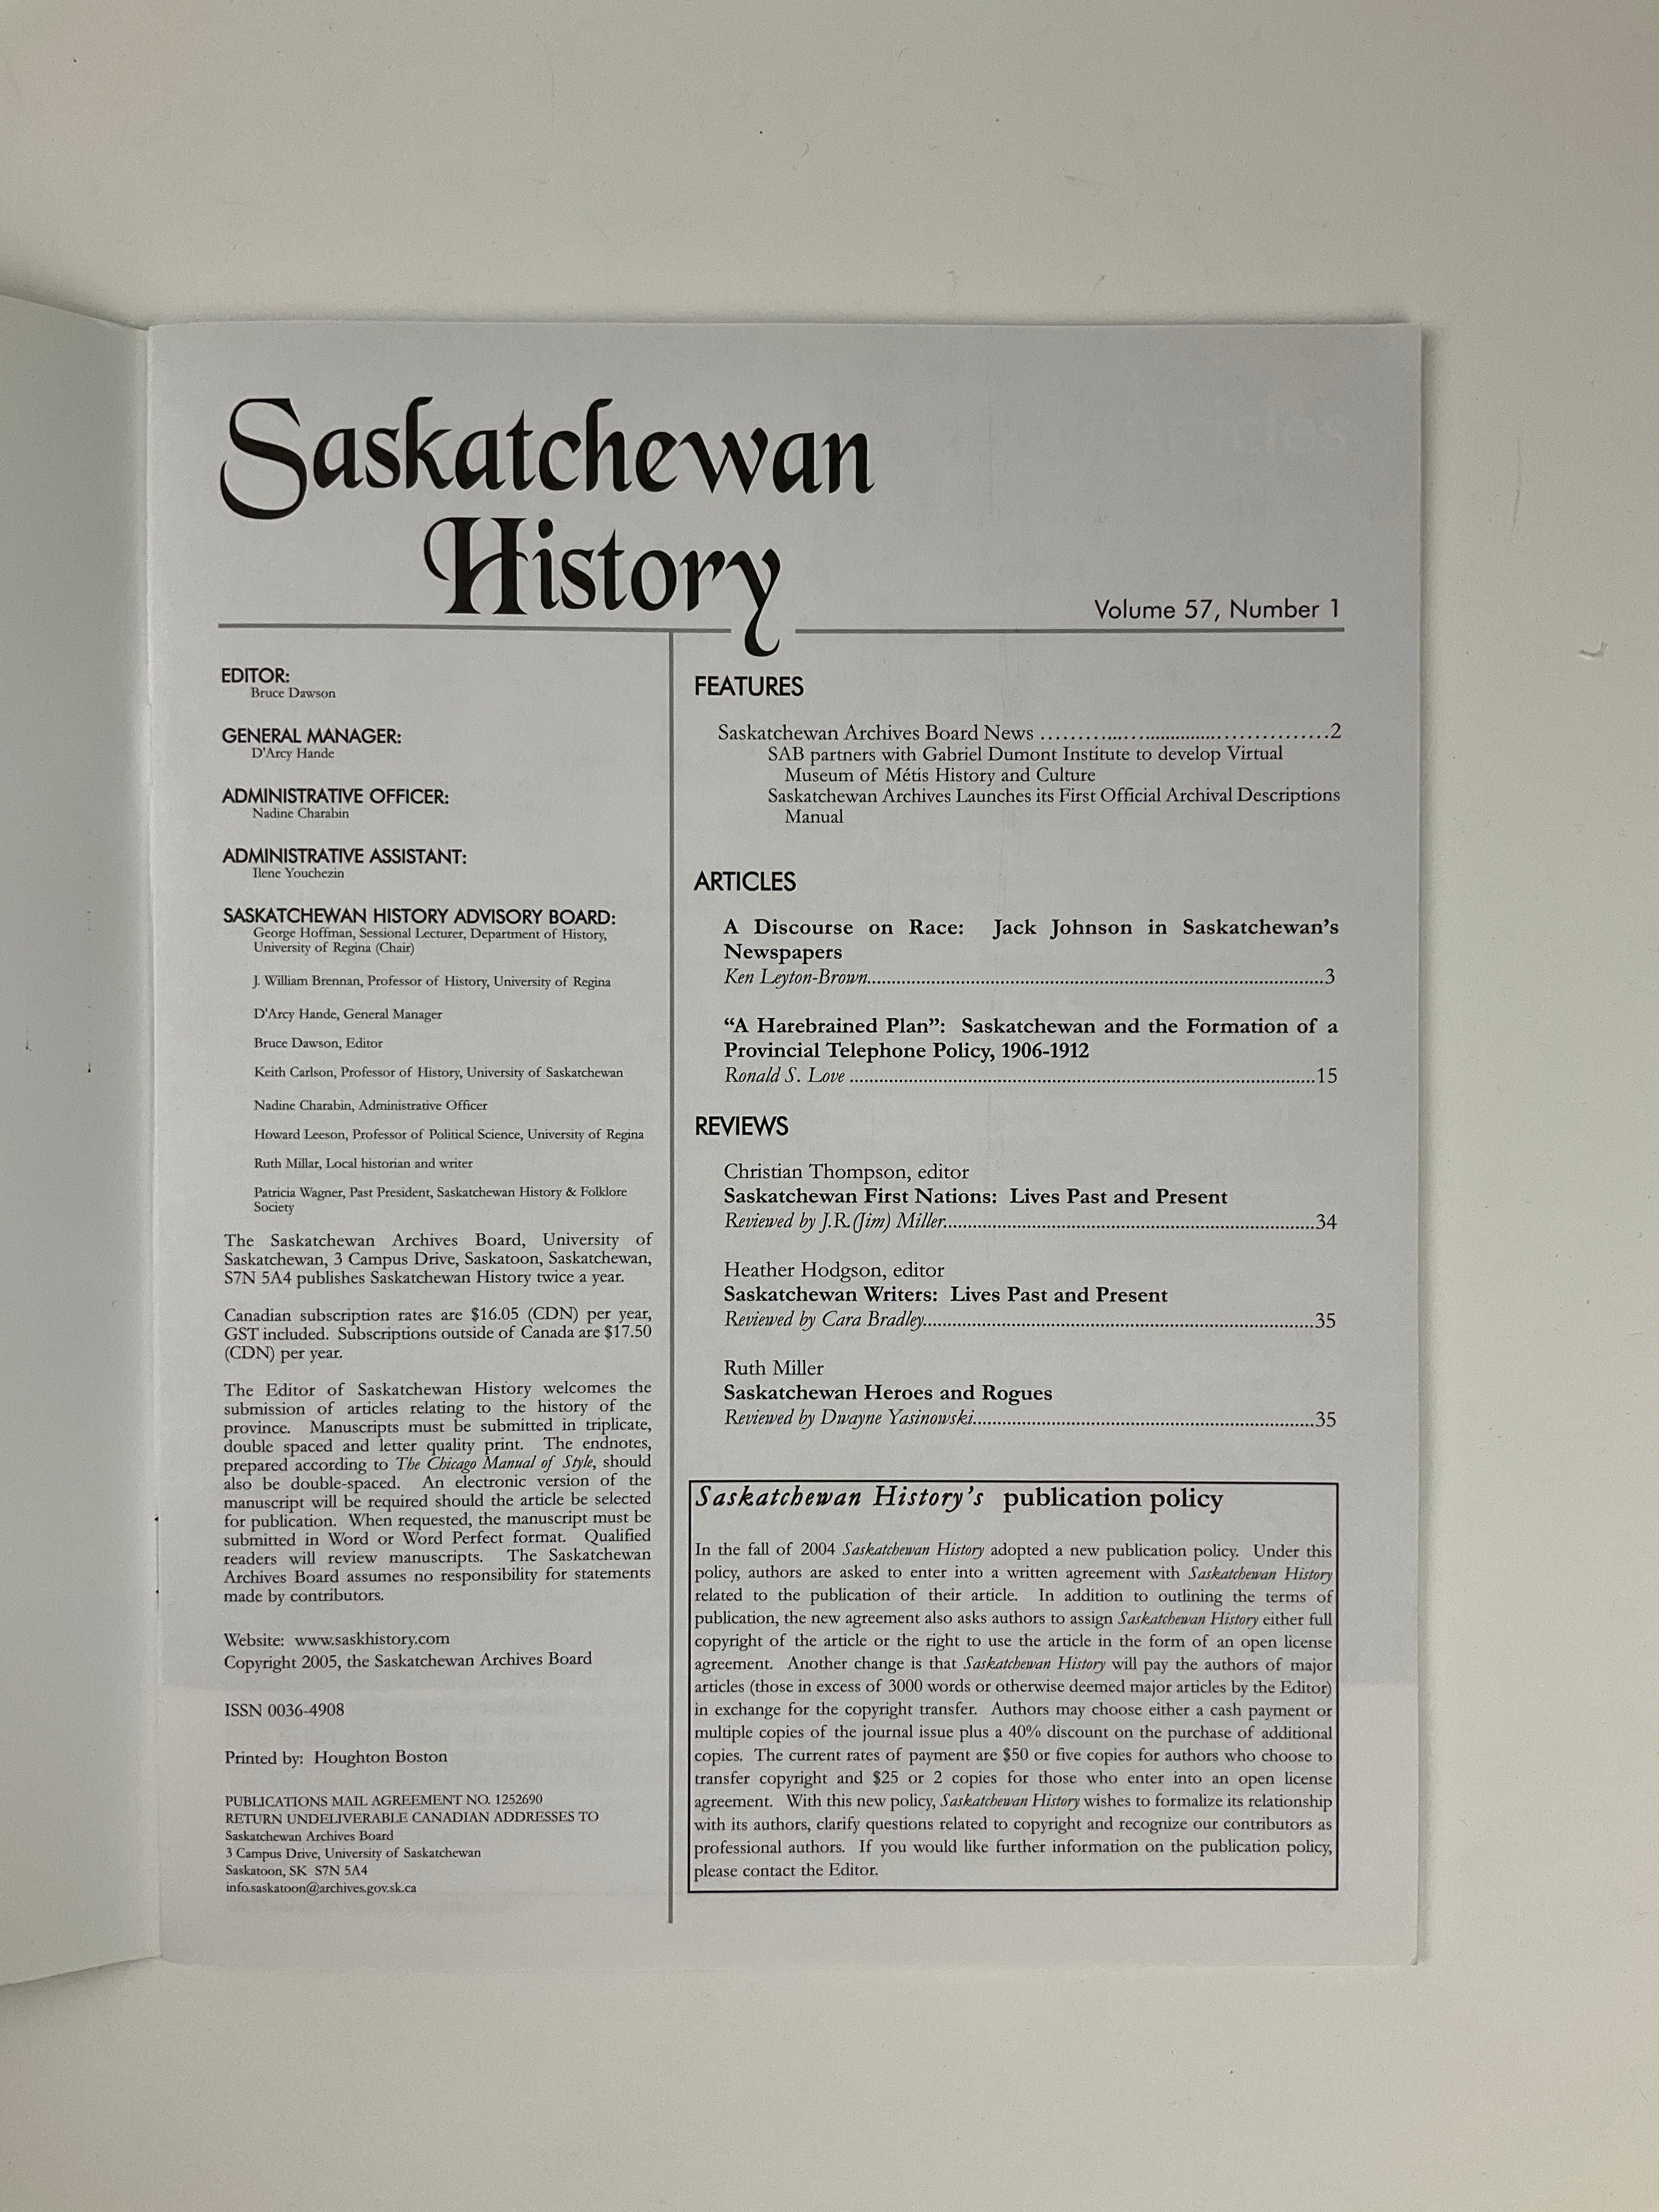 Saskatchewan
History
Volume 57, Number 1
EDITOR:
Bruce Dawson
GENERAL MANAGER:
D'Arcy Hande
ADMINISTRATIVE OFFICER:
Nadine Charabin
ADMINISTRATIVE ASSISTANT:
Ilene Youchezin
SASKATCHEWAN HISTORY ADVISORY BOARD:
George Hoffman, Sessional Lecturer, Department of History,
University of Regina (Chair)
J. William Brennan, Professor of History, University of Regina
D'Arcy Hande, General Manager
Bruce Dawson, Editor
Keith Carlson, Professor of History, University of Saskatchewan
Nadine Charabin, Administrative Officer
Howard Leeson, Professor of Political Science, University of Regina
Ruth Millar, Local historian and writer
Patricia Wagner, Past President, Saskatchewan History & Folklore
Society
The Saskatchewan Archives Board, University of
Saskatchewan, 3 Campus Drive, Saskatoon, Saskatchewan,
S7N 5A4 publishes Saskatchewan History twice a year.
Canadian subscription rates are $16.05 (CDN) per year,
GST included. Subscriptions outside of Canada are $17.50
(CDN) per year.
The Editor of Saskatchewan History welcomes the
submission of articles relating to the history of the
province. Manuscripts must be submitted in triplicate,
double spaced and letter quality print. The endnotes,
prepared according to The Chicago Manual of Style, should
also be double-spaced. An electronic version of the
manuscript will be required should the article be selected
for publication. When requested, the manuscript must be
submitted in Word or Word Perfect format. Qualified
readers will review manuscripts. The Saskatchewan
Archives Board assumes no responsibility for statements
made by contributors.
Website: www.saskhistory.com
Copyright 2005, the Saskatchewan Archives Board
ISSN 0036-4908
Printed by: Houghton Boston
PUBLICATIONS MAIL AGREEMENT NO. 1252690
RETURN UNDELIVERABLE CANADIAN ADDRESSES TO
Saskatchewan Archives Board
3 Campus Drive, University of Saskatchewan
Saskatoon, SK S7N 5A4
info.saskatoon@archives.gov.sk.ca
FEATURES
Saskatchewan Archives Board News ........................................2
SAB partners with Gabriel Dumont Institute to develop Virtual
Museum of Métis History and Culture
Saskatchewan Archives Launches its First Official Archival Descriptions
Manual
ARTICLES
A Discourse on Race: Jack Johnson in Saskatchewan's
Newspapers
Ken Leyton-Brown........................................3
“A Harebrained Plan”: Saskatchewan and the Formation of a
Provincial Telephone Policy, 1906-1912
Ronald S. Love ........................................15
REVIEWS
Christian Thompson, editor
Saskatchewan First Nations: Lives Past and Present
Reviewed by J.R.(Jim) Miller........................................34
Heather Hodgson, editor
Saskatchewan Writers: Lives Past and Present
Reviewed by Cara Bradley........................................35
Ruth Miller
Saskatchewan Heroes and Rogues
Reviewed by Dwayne Yasinowski........................................35
Saskatchewan History's publication policy
In the fall of 2004 Saskatchewan History adopted a new publication policy. Under this
policy, authors are asked to enter into a written agreement with Saskatchewan History
related to the publication of their article. In addition to outlining the terms of
publication, the new agreement also asks authors to assign Saskatchewan History either full
copyright of the article or the right to use the article in the form of an open license
agreement. Another change is that Saskatchewan History will pay the authors of major
articles (those in excess of 3000 words or otherwise deemed major articles by the Editor)
in exchange for the copyright transfer. Authors may choose either a cash payment or
multiple copies of the journal issue plus a 40% discount on the purchase of additional
copies. The current rates of payment are $50 or five copies for authors who choose to
transfer copyright and $25 or 2 copies for those who enter into an open license
agreement. With this new policy, Saskatchewan History wishes to formalize its relationship
with its authors, clarify questions related to copyright and recognize our contributors as
professional authors. If you would like further information on the publication policy,
please contact the Editor.